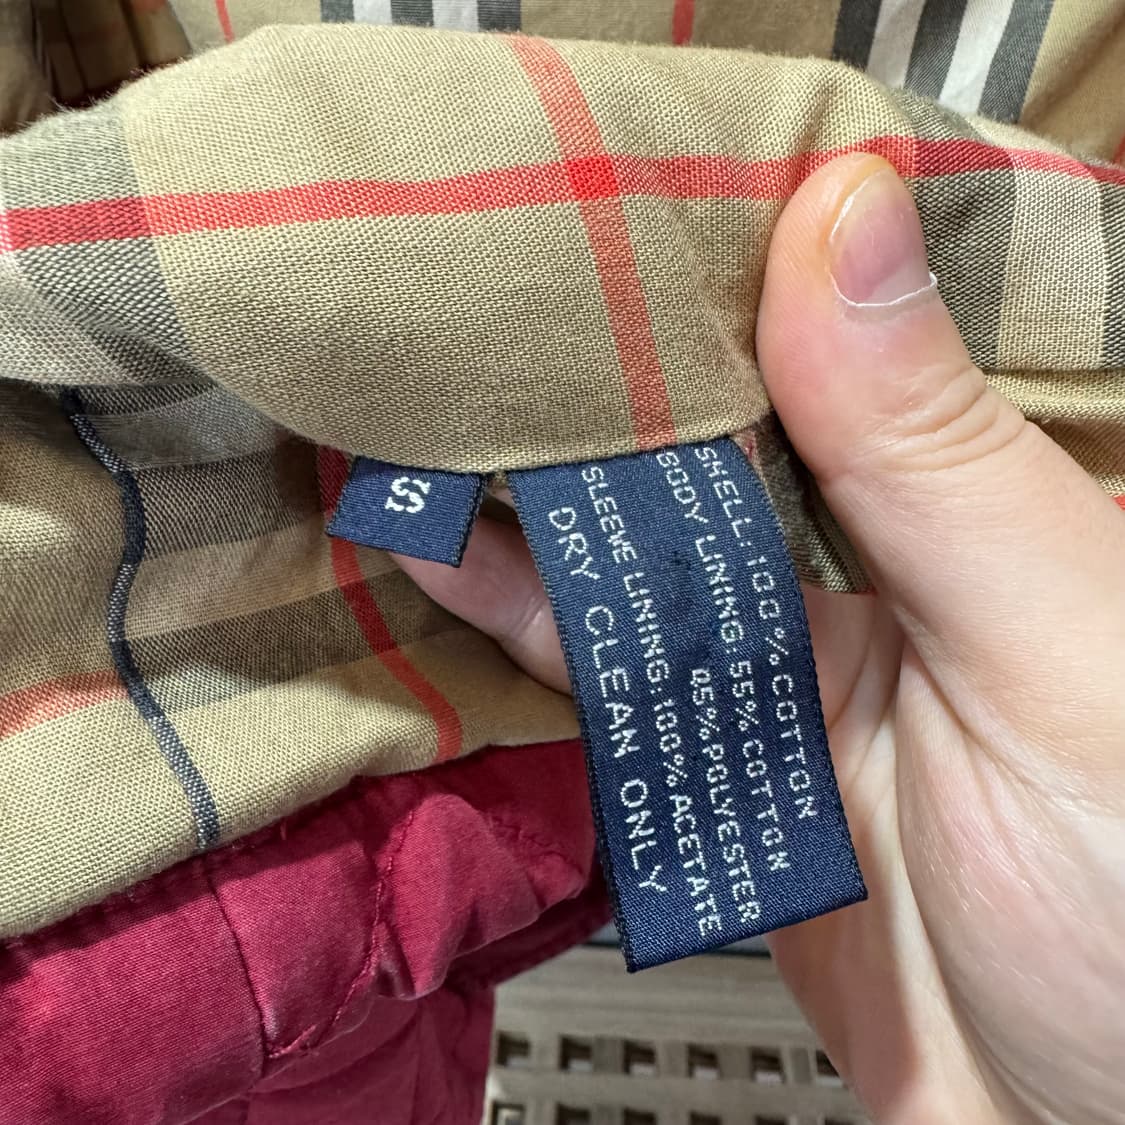 S
SHELL: 100% COTTON
BODY LINING: 55% COTTON
45% POLYESTER
SLEEVE LINING: 100% ACETATE
DRY CLEAN ONLY